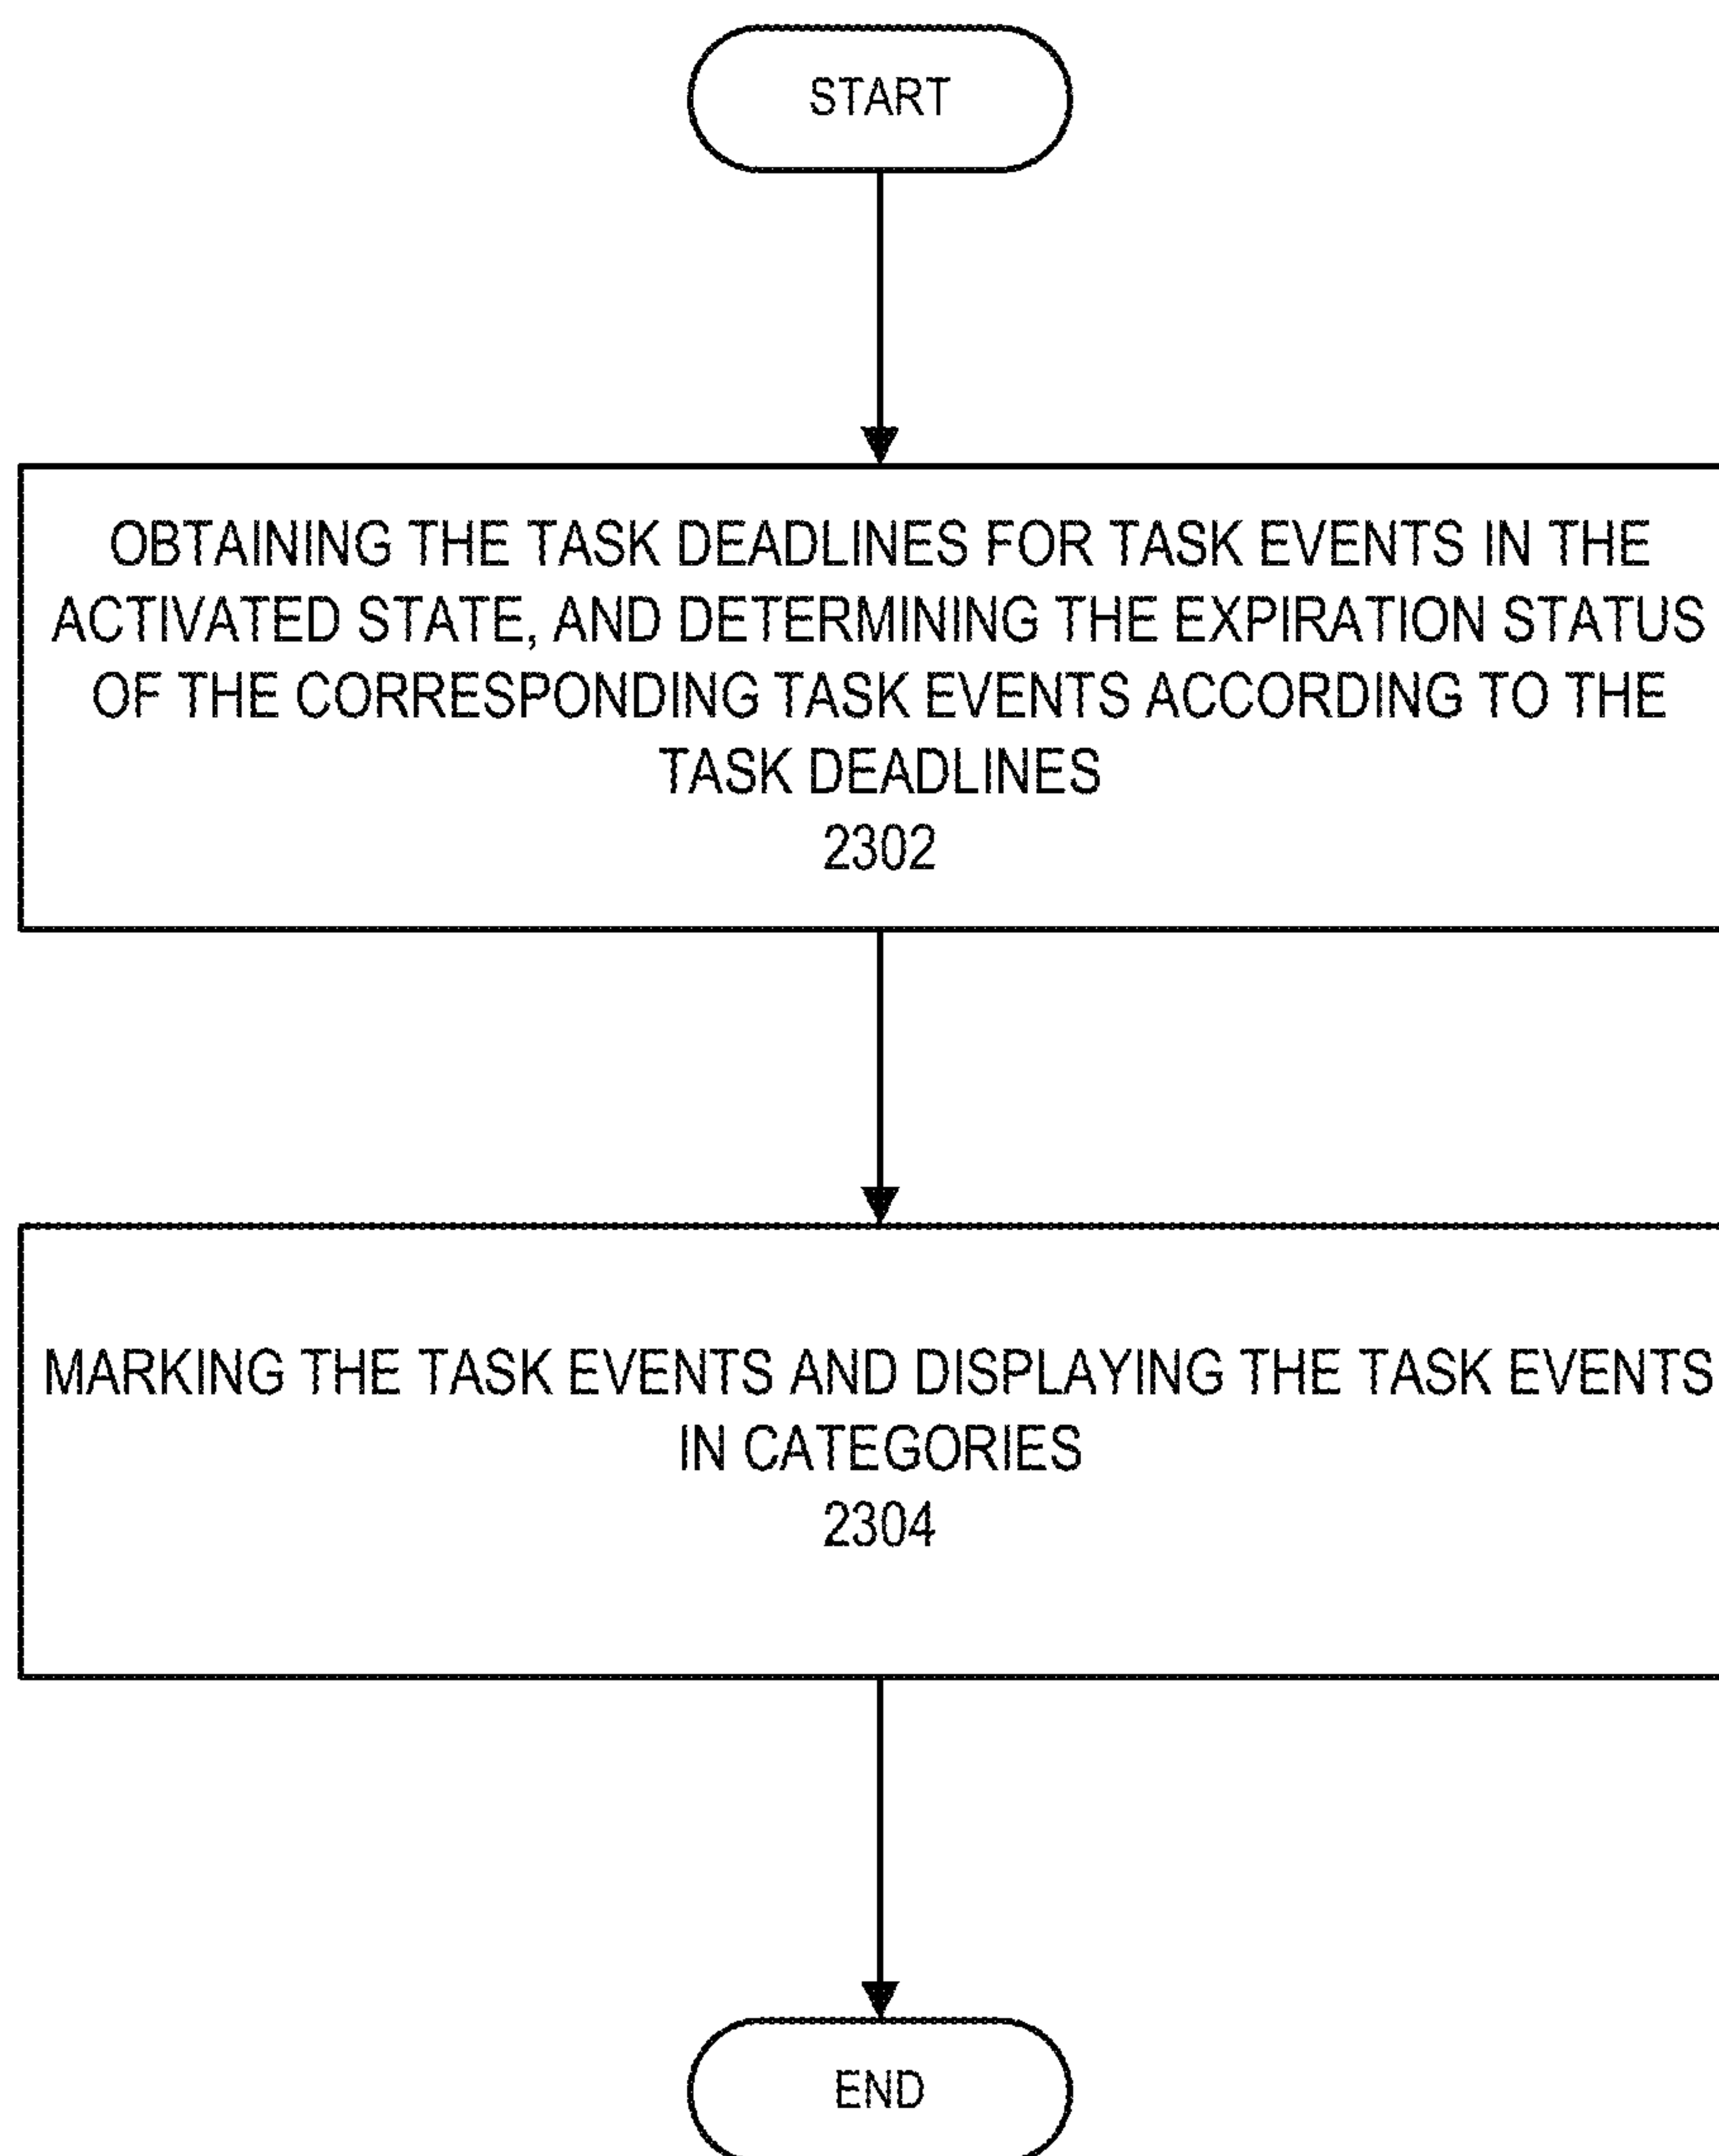 START
OBTAINING THE TASK DEADLINES FOR TASK EVENTS IN THE
ACTIVATED STATE, AND DETERMINING THE EXPIRATION STATUS
OF THE CORRESPONDING TASK EVENTS ACCORDING TO THE
TASK DEADLINES
2302
MARKING THE TASK EVENTS AND DISPLAYING THE TASK EVENTS
IN CATEGORIES
2304
END